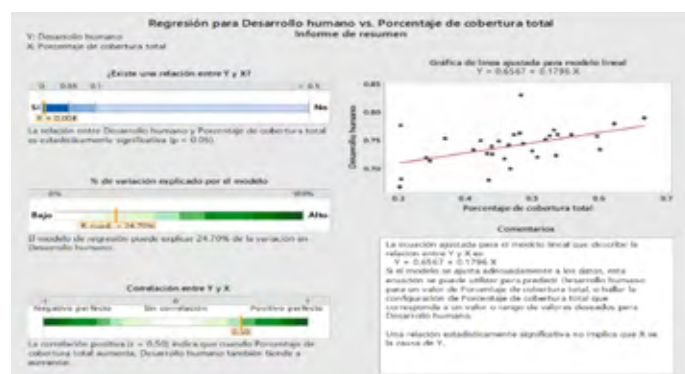 Regresión para Desarrollo humano vs. Porcentaje de cobertura total
Informe de resumen
Y: Desarrollo humano
X: Porcentaje de cobertura total
¿Existe una relación entre Y y X?
0 0.05 0.1 > 0.5
Sí No
La relación entre Desarrollo humano y Porcentaje de cobertura total
es estadísticamente significativa (p < 0.05).
% de variación explicado por el modelo
0% 100%
Bajo Alto
R cuad. = 24.70%
El modelo de regresión puede explicar 24.70% de la variación en
Desarrollo humano.
Correlación entre Y y X
-1 0 1
Negativo perfecto Sin correlación Positivo perfecto
0.50
La correlación positiva (r = 0.50) indica que cuando Porcentaje de
cobertura total aumenta, Desarrollo humano también tiende a
aumentar.
Gráfica de línea ajustada para modelo lineal
Y = 0.6567 + 0.1796 X
Desarrollo humano
0.85
0.80
0.75
0.70
0.3 0.4 0.5 0.6 0.7
Porcentaje de cobertura total
Comentarios
La ecuación ajustada para el modelo lineal que describe la
relación entre Y y X es:
Y = 0.6567 + 0.1796 X
Si el modelo se ajusta adecuadamente a los datos, esta
ecuación se puede utilizar para predecir Desarrollo humano
para un valor de Porcentaje de cobertura total, o hallar la
configuración de Porcentaje de cobertura total que
corresponde a un valor o rango de valores deseados para
Desarrollo humano.
Una relación estadísticamente significativa no implica que X sea
la causa de Y.